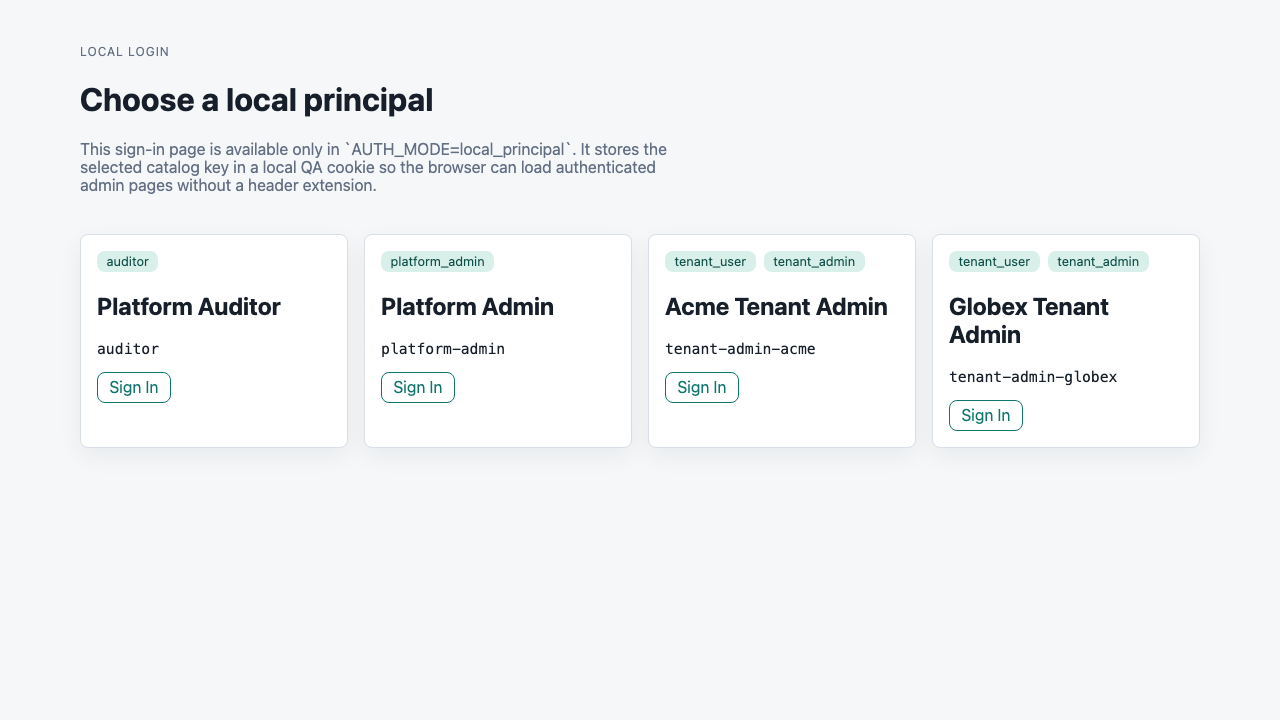 LOCAL LOGIN
Choose a local principal
This sign-in page is available only in `AUTH_MODE=local_principal`. It stores the
selected catalog key in a local QA cookie so the browser can load authenticated
admin pages without a header extension.
auditor
Platform Auditor
auditor
Sign In
platform_admin
Platform Admin
platform-admin
Sign In
tenant_user tenant_admin
Acme Tenant Admin
tenant-admin-acme
Sign In
tenant_user tenant_admin
Globex Tenant
Admin
tenant-admin-globex
Sign In